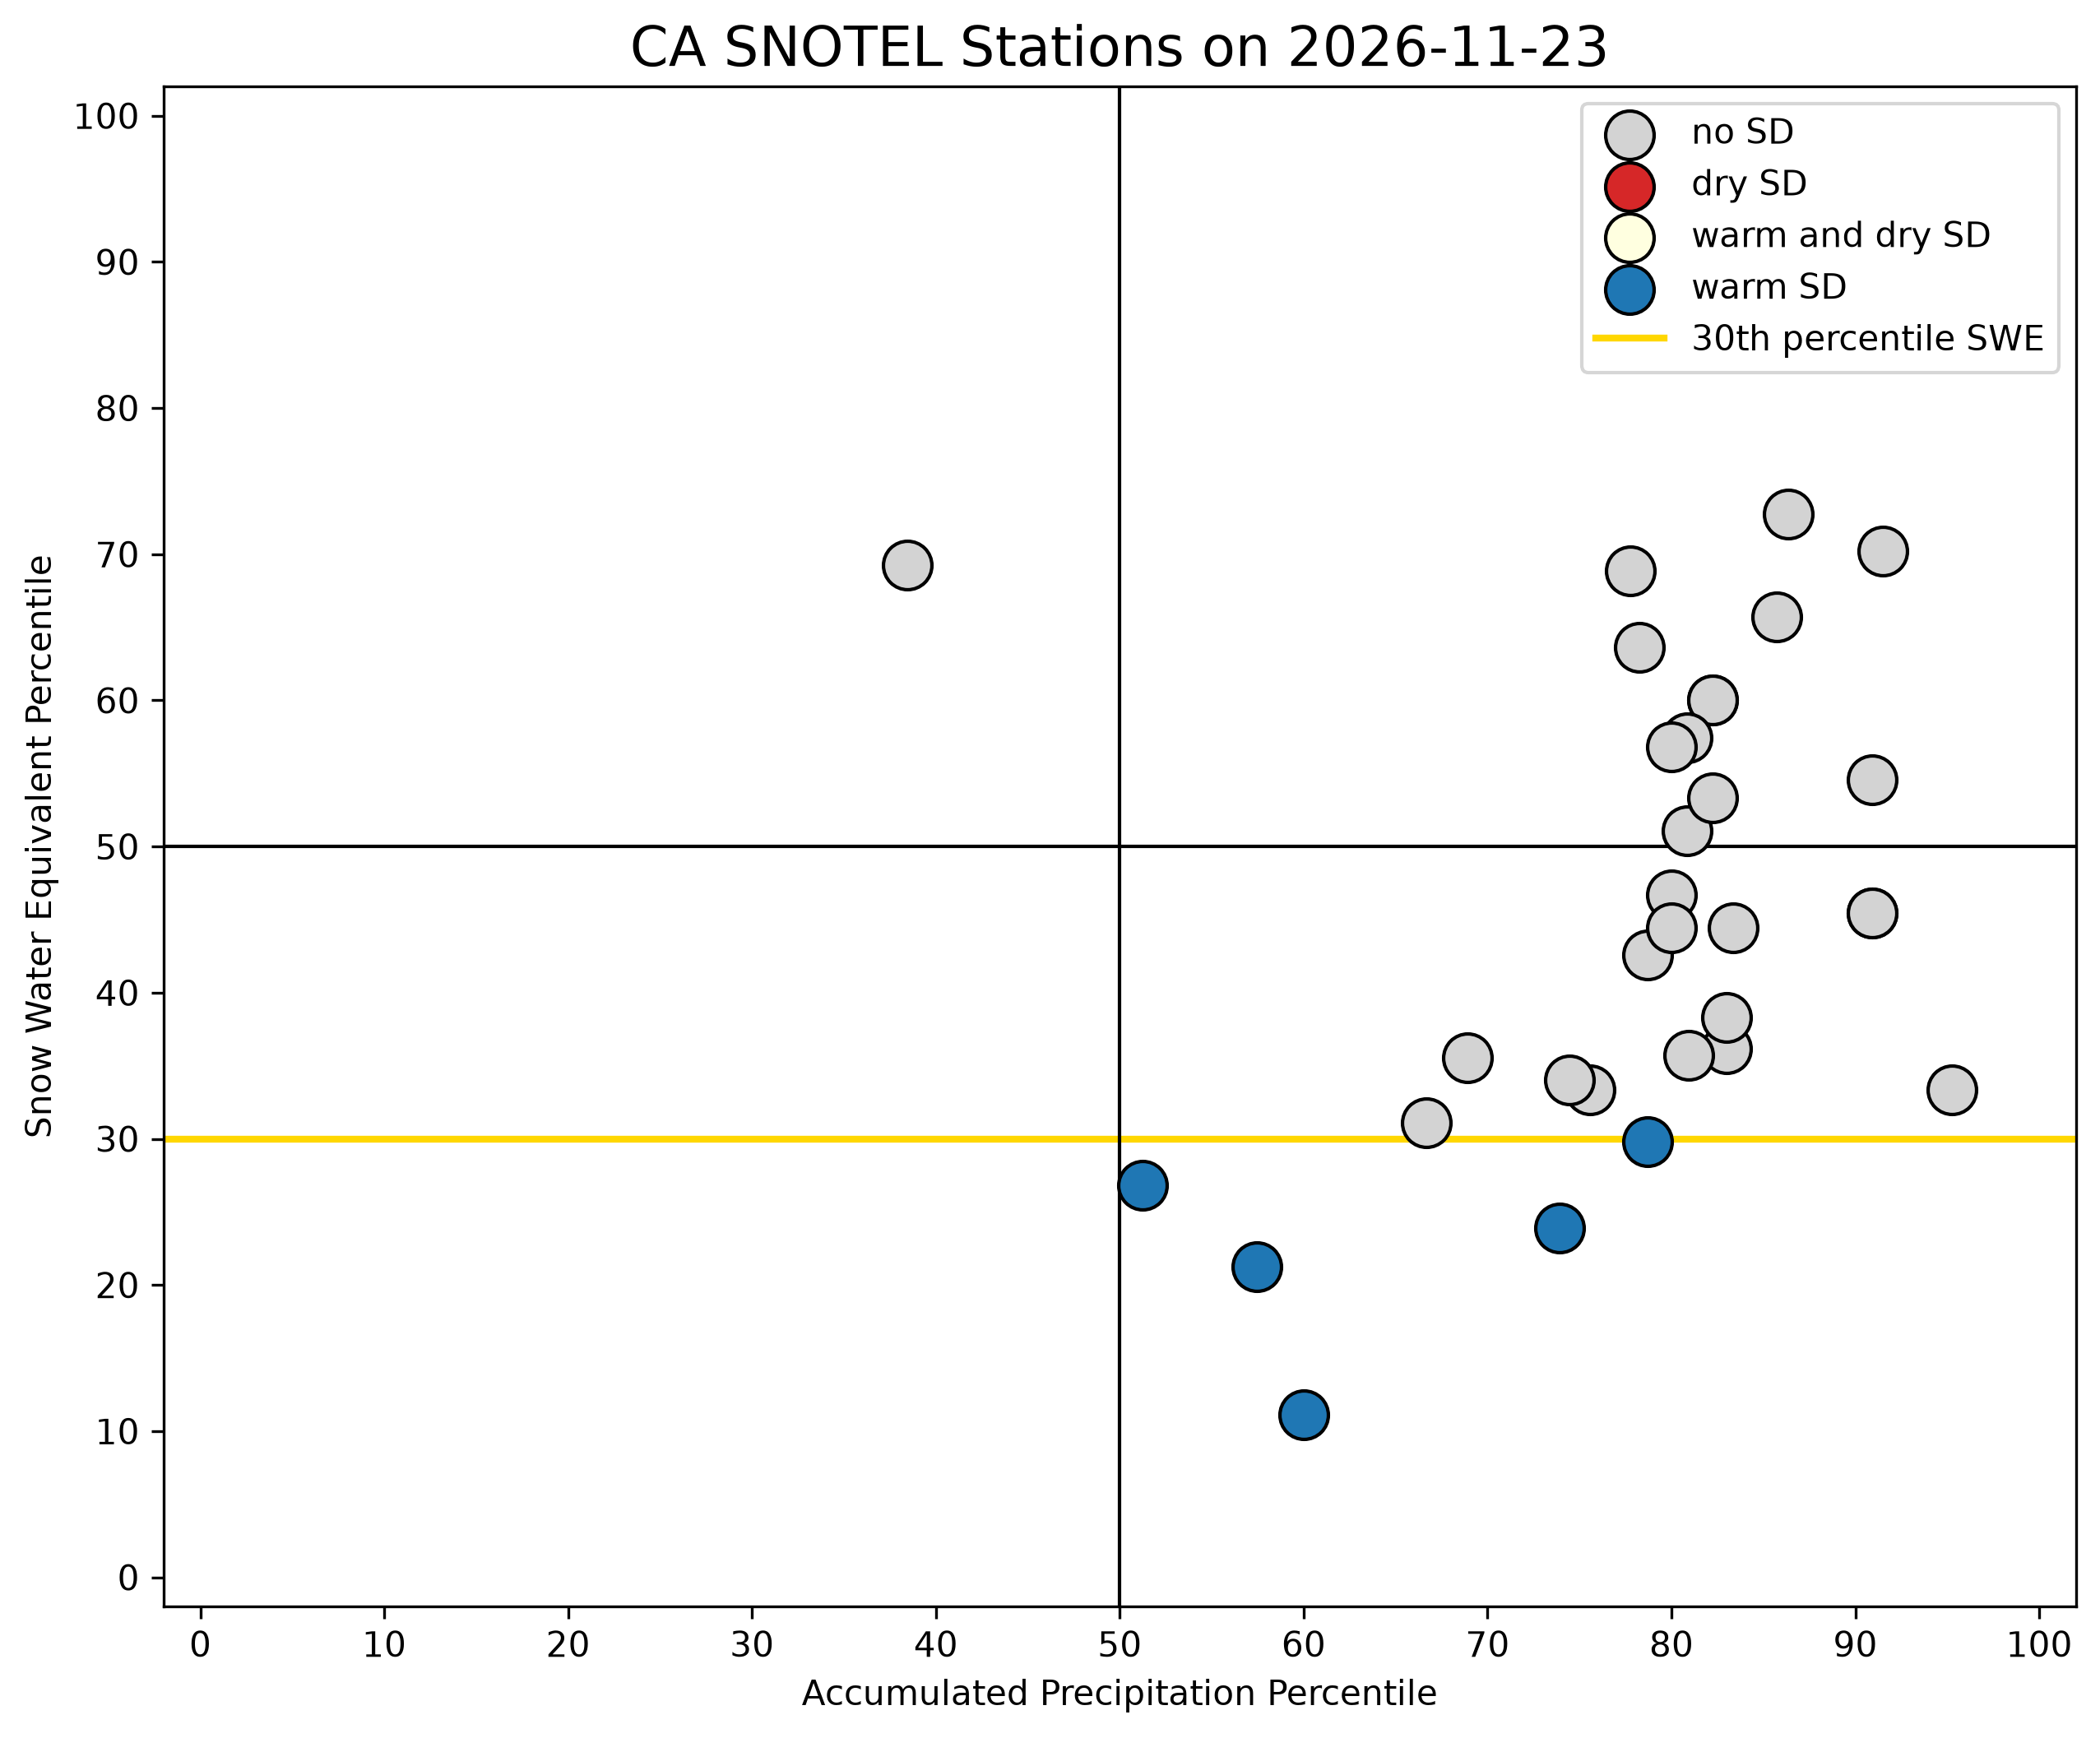 CA SNOTEL Stations on 2026-11-23
no SD
dry SD
warm and dry SD
warm SD
30th percentile SWE
Snow Water Equivalent Percentile
100
90
80
70
60
50
40
30
20
10
0
0 10 20 30 40 50 60 70 80 90 100
Accumulated Precipitation Percentile